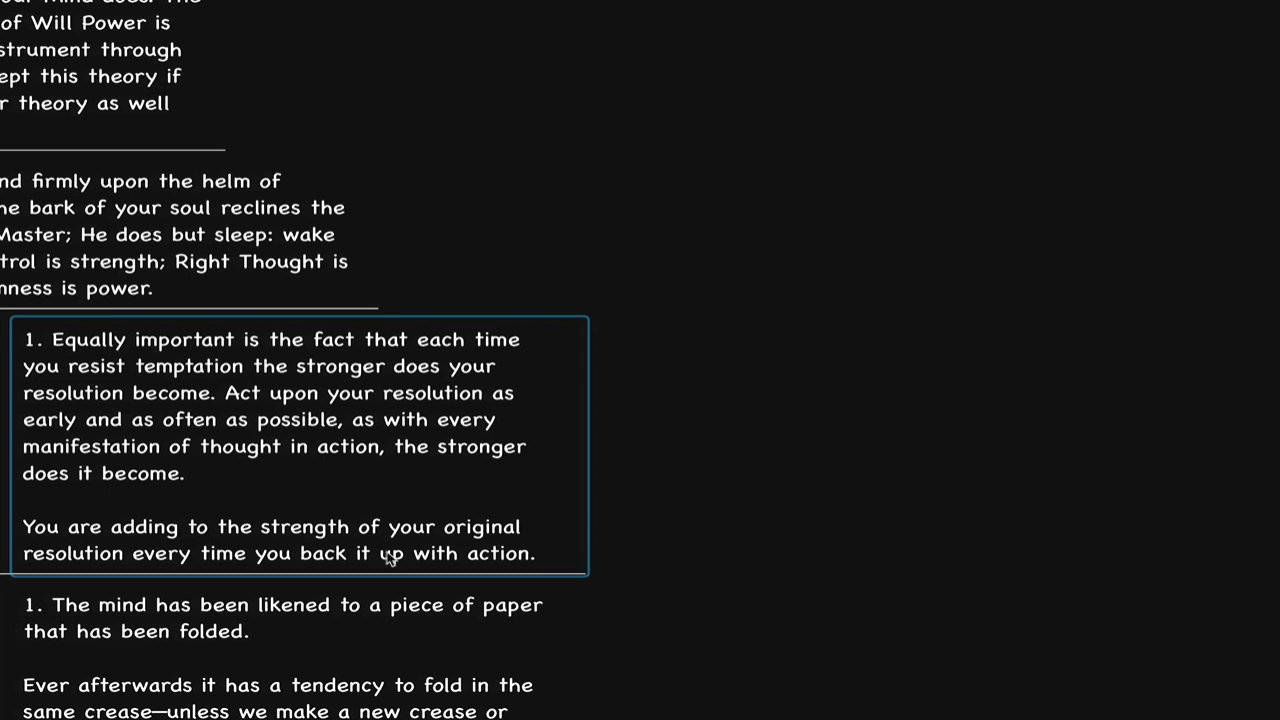 of Will Power is
through
this theory if
theory as well
firmly upon the helm of
bark of your soul reclines the
Master; He does but sleep: wake
is strength; Right Thought is
is power.
1. Equally important is the fact that each time
you resist temptation the stronger does your
resolution become. Act upon your resolution as
early and as often as possible, as with every
manifestation of thought in action, the stronger
does it become.
You are adding to the strength of your original
resolution every time you back it up with action.
1. The mind has been likened to a piece of paper
that has been folded.
Ever afterwards it has a tendency to fold in the
same crease—unless we make a new crease or